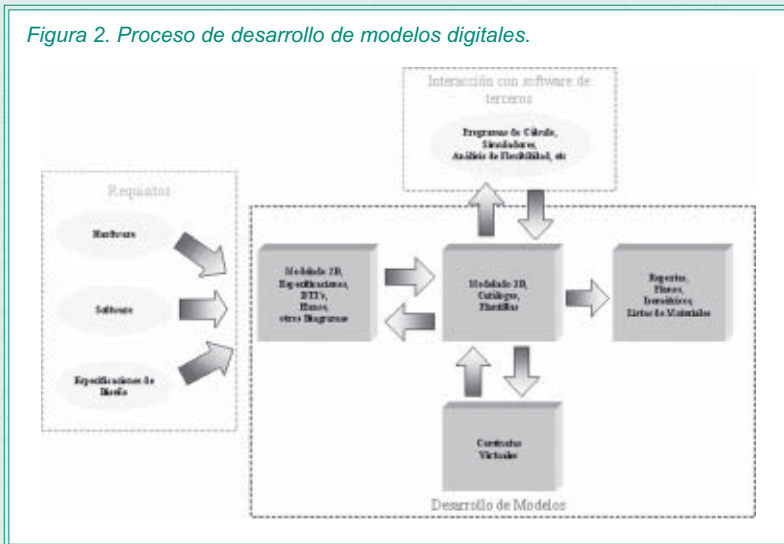 Figura 2. Proceso de desarrollo de modelos digitales.
Interacción con software de
terceros
Programas de Cálculo,
Simuladores,
Análisis de Flexibilidad, etc
Requisitos
Hardware
Software
Especificaciones de
Diseño
Modelado 2D,
Especificaciones,
DTI's,
Planos,
otros Diagramas
Modelado 3D,
Catálogos,
Plantillas
Reportes,
Planos,
Isométricos,
Listas de Materiales
Virtuales
Desarrollo de Modelos